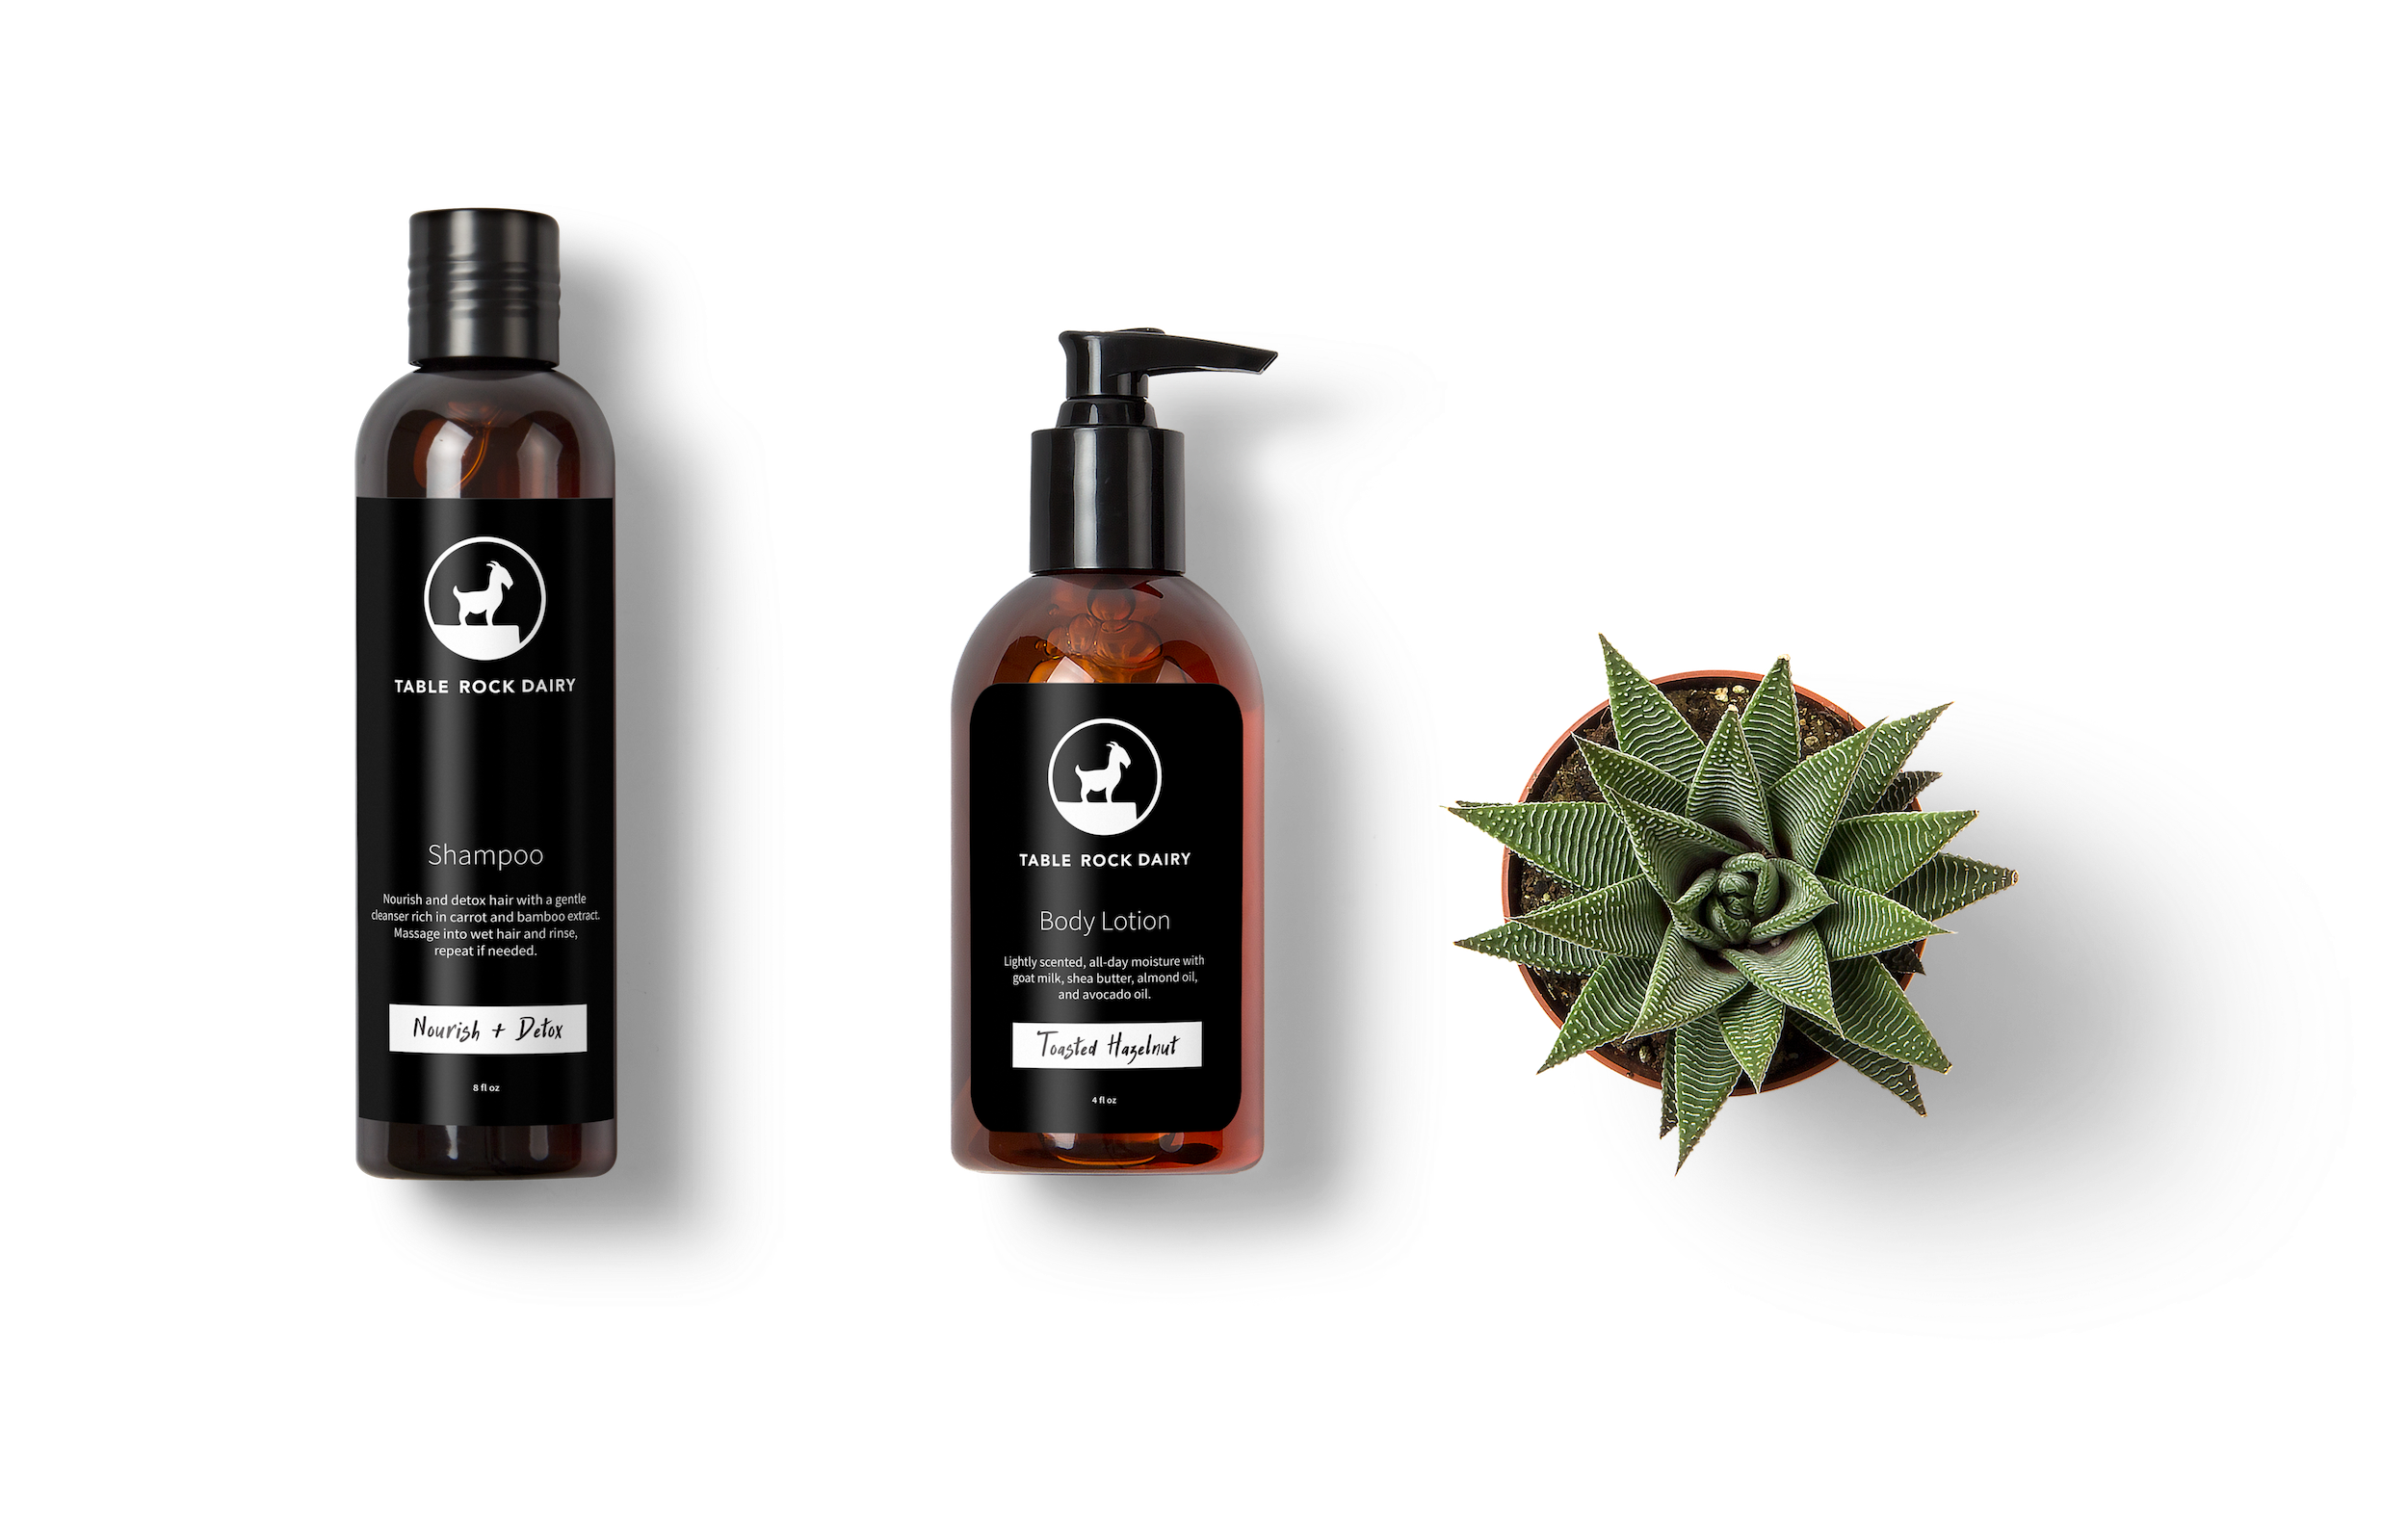 TABLE ROCK DAIRY
Shampoo
Nourish and detox hair with a gentle
cleanser rich in carrot and bamboo extract.
Massage into wet hair and rinse,
repeat if needed.
Nourish + Detox
8 fl oz
TABLE ROCK DAIRY
Body Lotion
Lightly scented, all-day moisture with
goat milk, shea butter, almond oil,
and avocado oil.
Toasted Hazelnut
4 fl oz